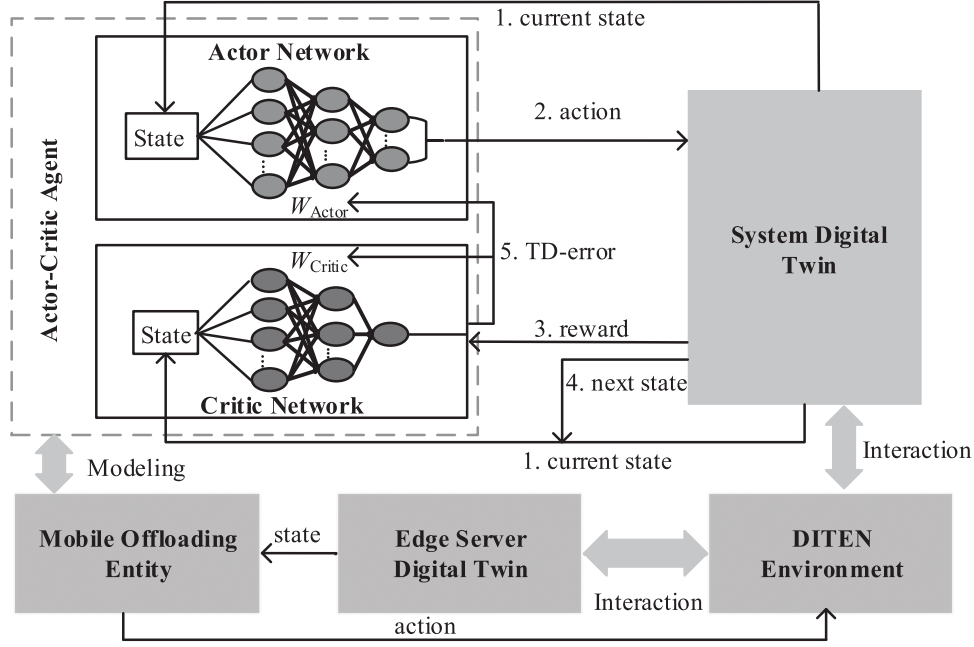 1. current state
Actor Network
State
2. action
W_Actor
Actor-Critic Agent
System Digital
Twin
W_Critic
5. TD-error
State
3. reward
4. next state
Critic Network
1. current state
Modeling
Interaction
Mobile Offloading
Entity
state
Edge Server
Digital Twin
Interaction
DITEN
Environment
action